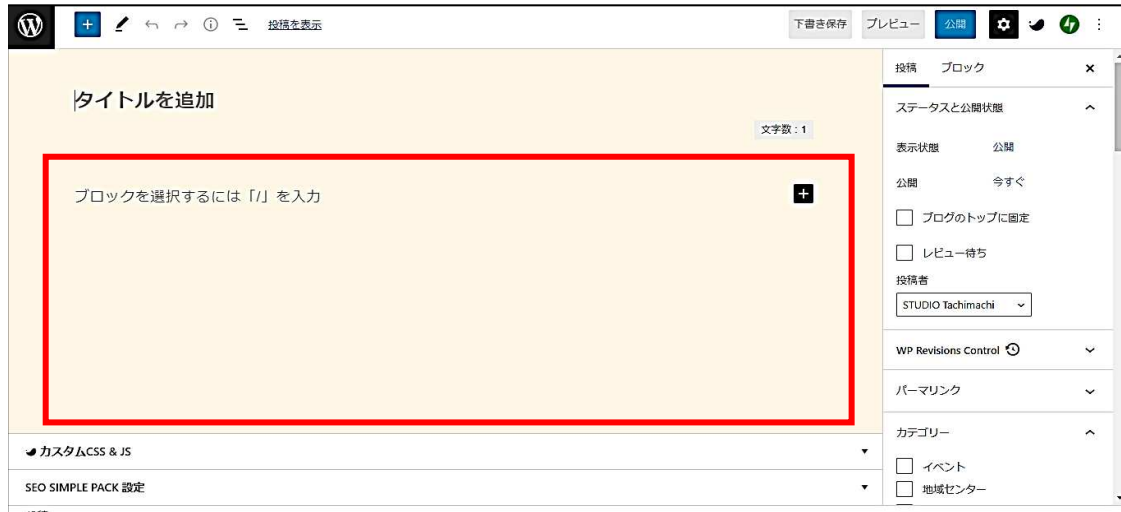 投稿を表示
下書き保存 プレビュー 公開
タイトルを追加
文字数：1
ブロックを選択するには「/」を入力
カスタムCSS & JS
SEO SIMPLE PACK 設定
投稿 ブロック
ステータスと公開状態
表示状態 公開
公開 今すぐ
ブログのトップに固定
レビュー待ち
投稿者
STUDIO Tachimachi
WP Revisions Control
パーマリンク
カテゴリー
イベント
地域センター